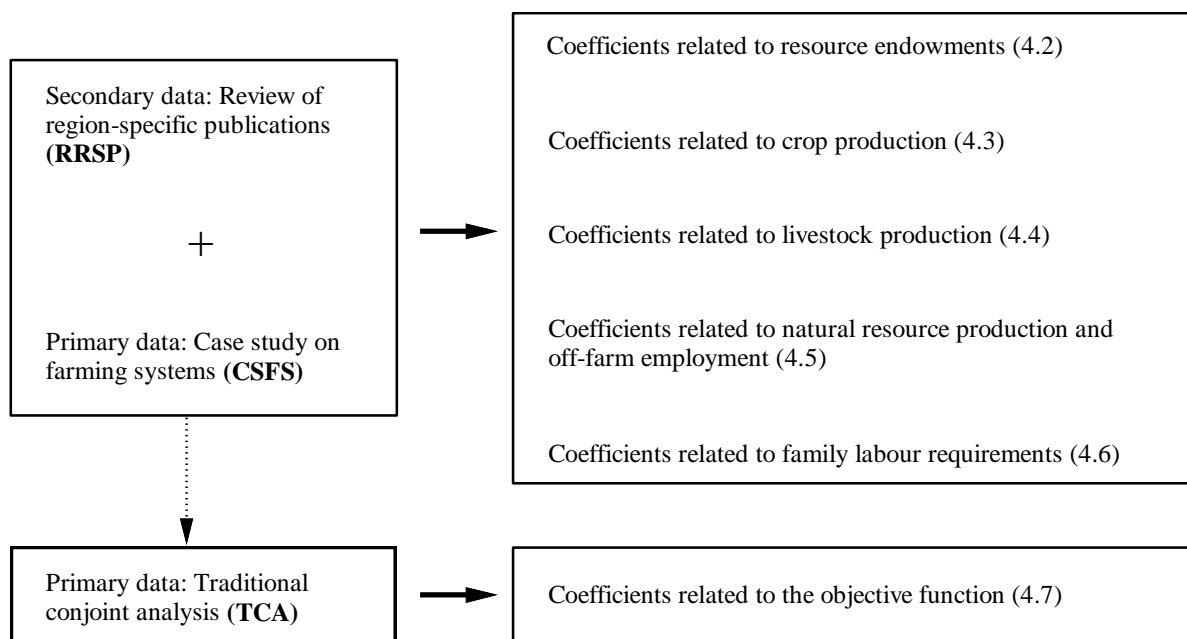 Secondary data: Review of
region-specific publications
(RRSP)
+
Primary data: Case study on
farming systems (CSFS)
Coefficients related to resource endowments (4.2)
Coefficients related to crop production (4.3)
Coefficients related to livestock production (4.4)
Coefficients related to natural resource production and
off-farm employment (4.5)
Coefficients related to family labour requirements (4.6)
Primary data: Traditional
conjoint analysis (TCA)
Coefficients related to the objective function (4.7)